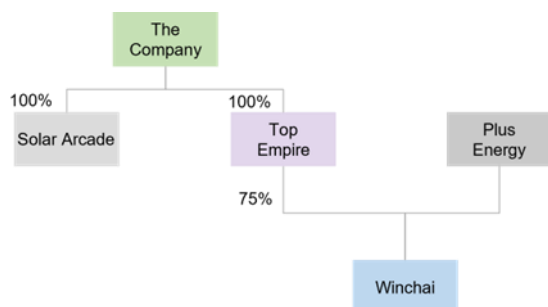 The
Company
100%
100%
Solar Arcade
Top
Empire
Plus
Energy
75%
Winchai